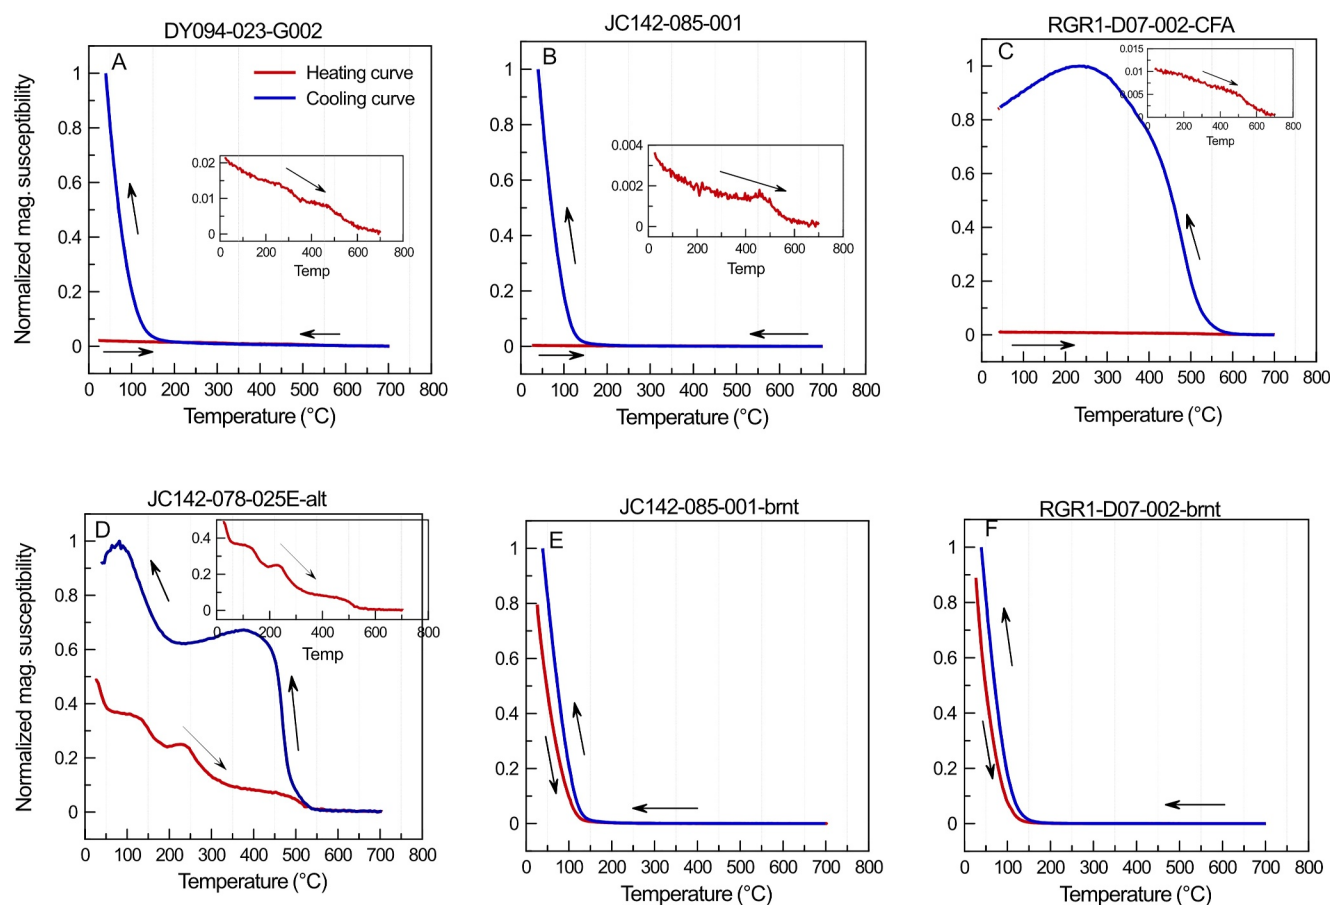 DY094-023-G002
JC142-085-001
RGR1-D07-002-CFA
A
Heating curve
Cooling curve
B
C
Normalized mag. susceptibility
1
0.8
0.6
0.4
0.2
0
0 100 200 300 400 500 600 700 800
Temperature (°C)
0.02
0.01
0
200 400 600 800
Temp
1
0.8
0.6
0.4
0.2
0
0 100 200 300 400 500 600 700 800
Temperature (°C)
0.004
0.002
0
0 200 400 600 800
Temp
1
0.8
0.6
0.4
0.2
0
0 100 200 300 400 500 600 700 800
Temperature (°C)
0.015
0.01
0.005
0
0 200 400 600 800
Temp
JC142-078-025E-alt
JC142-085-001-brnt
RGR1-D07-002-brnt
D
E
F
Normalized mag. susceptibility
1
0.8
0.6
0.4
0.2
0
0 100 200 300 400 500 600 700 800
Temperature (°C)
0.4
0.2
0
0 200 400 600 800
Temp
1
0.8
0.6
0.4
0.2
0
0 100 200 300 400 500 600 700 800
Temperature (°C)
1
0.8
0.6
0.4
0.2
0
0 100 200 300 400 500 600 700 800
Temperature (°C)